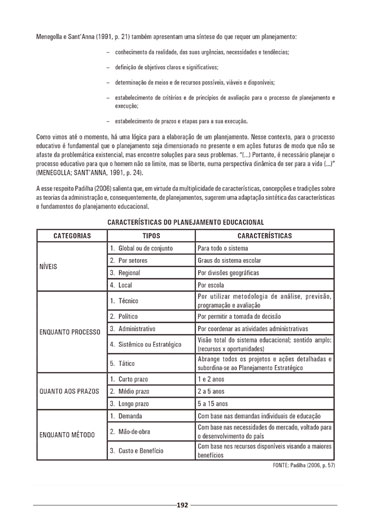 Menegolla e Sant'Anna (1991, p. 21) também apresentam uma síntese do que requer um planejamento:
– conhecimento da realidade, das suas urgências, necessidades e tendências;
– definição de objetivos claros e significativos;
– determinação de meios e de recursos possíveis, viáveis e disponíveis;
– estabelecimento de critérios e de princípios de avaliação para o processo de planejamento e
execução;
– estabelecimento de prazos e etapas para a sua execução.
Como vimos até o momento, há uma lógica para a elaboração de um planejamento. Nesse contexto, para o processo
educativo é fundamental que o planejamento seja dimensionado no presente e em ações futuras de modo que não se
afaste da problemática existencial, mas encontre soluções para seus problemas. "(...) Portanto, é necessário planejar o
processo educativo para que o homem não se limite, mas se liberte, numa perspectiva dinâmica do ser para a vida (...)"
(MENEGOLLA; SANT'ANNA, 1991, p. 24).
A esse respeito Padilha (2006) salienta que, em virtude da multiplicidade de características, concepções e tradições sobre
as teorias da administração e, consequentemente, de planejamentos, sugerem uma adaptação sintética das características
e fundamentos do planejamento educacional.
CARACTERÍSTICAS DO PLANEJAMENTO EDUCACIONAL
CATEGORIAS TIPOS CARACTERÍSTICAS
NÍVEIS
1. Global ou de conjunto Para todo o sistema
2. Por setores Graus do sistema escolar
3. Regional Por divisões geográficas
4. Local Por escola
ENQUANTO PROCESSO
1. Técnico Por utilizar metodologia de análise, previsão,
programação e avaliação
2. Político Por permitir a tomada de decisão
3. Administrativo Por coordenar as atividades administrativas
4. Sistêmico ou Estratégico Visão total do sistema educacional; sentido amplo;
(recursos x oportunidades)
5. Tático Abrange todos os projetos e ações detalhadas e
subordina-se ao Planejamento Estratégico
QUANTO AOS PRAZOS
1. Curto prazo 1 e 2 anos
2. Médio prazo 2 a 5 anos
3. Longo prazo 5 a 15 anos
ENQUANTO MÉTODO
1. Demanda Com base nas demandas individuais de educação
2. Mão-de-obra Com base nas necessidades do mercado, voltado para
o desenvolvimento do país
3. Custo e Benefício Com base nos recursos disponíveis visando a maiores
benefícios
FONTE: Padilha (2006, p. 57)
192